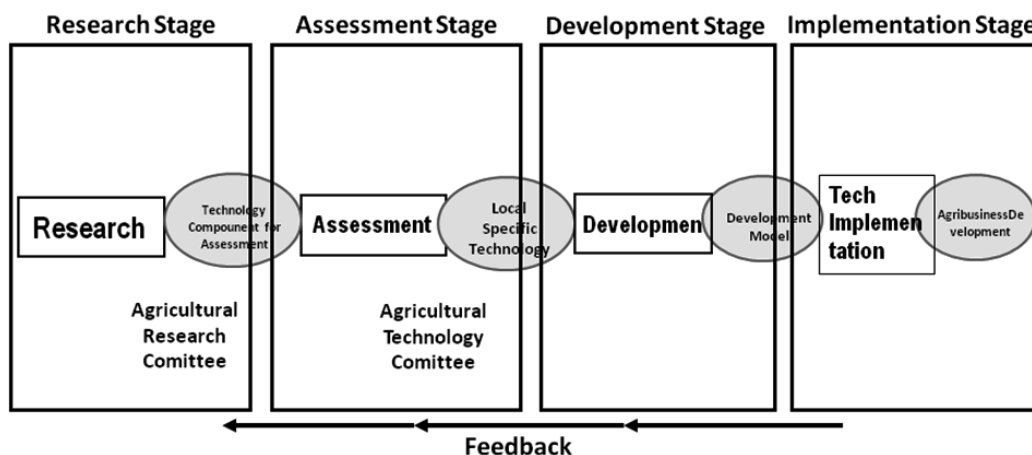 Research Stage
Assessment Stage
Development Stage
Implementation Stage
Research
Technology
Component for
Assessment
Assessment
Local
Specific
Technology
Developmen
Development
Model
Tech
Implemen
tation
AgribusinessDe
velopment
Agricultural
Research
Comittee
Agricultural
Technology
Comittee
Feedback